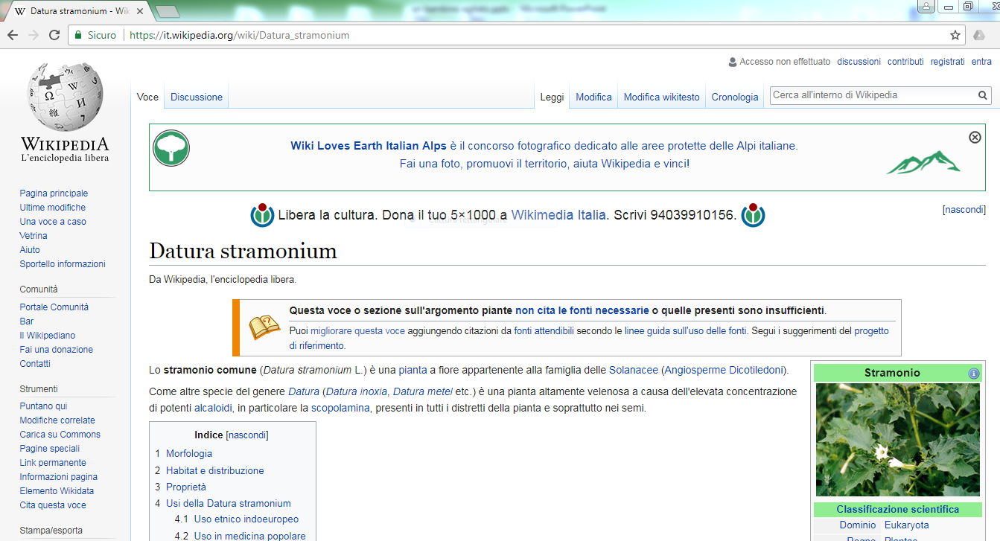 Datura stramonium - Wik
Sicuro
https://it.wikipedia.org/wiki/Datura_stramonium
Accesso non effettuato discussioni contributi registrati entra
Voce Discussione Leggi Modifica Modifica wikitesto Cronologia Cerca all'interno di Wikipedia
WIKIPEDIA
L'enciclopedia libera
Pagina principale
Ultime modifiche
Una voce a caso
Vetrina
Aiuto
Sportello informazioni
Comunità
Portale Comunità
Bar
Il Wikipediano
Fai una donazione
Contatti
Strumenti
Puntano qui
Modifiche correlate
Carica su Commons
Pagine speciali
Link permanente
Informazioni pagina
Elemento Wikidata
Cita questa voce
Stampa/esporta
Wiki Loves Earth Italian Alps è il concorso fotografico dedicato alle aree protette delle Alpi italiane.
Fai una foto, promuovi il territorio, aiuta Wikipedia e vinci!
Libera la cultura. Dona il tuo 5×1000 a Wikimedia Italia. Scrivi 94039910156.
[nascondi]
Datura stramonium
Da Wikipedia, l'enciclopedia libera.
Questa voce o sezione sull'argomento piante non cita le fonti necessarie o quelle presenti sono insufficienti.
Puoi migliorare questa voce aggiungendo citazioni da fonti attendibili secondo le linee guida sull'uso delle fonti. Segui i suggerimenti del progetto
di riferimento.
Lo stramonio comune (Datura stramonium L.) è una pianta a fiore appartenente alla famiglia delle Solanacee (Angiosperme Dicotiledoni).
Come altre specie del genere Datura (Datura inoxia, Datura metel etc.) è una pianta altamente velenosa a causa dell'elevata concentrazione
di potenti alcaloidi, in particolare la scopolamina, presenti in tutti i distretti della pianta e soprattutto nei semi.
Indice [nascondi]
1 Morfologia
2 Habitat e distribuzione
3 Proprietà
4 Usi della Datura stramonium
4.1 Uso etnico indoeuropeo
4.2 Uso in medicina popolare
Stramonio
Classificazione scientifica
Dominio Eukaryota
Regno Plantae